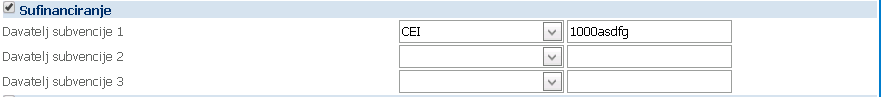 Sufinanciranje
Davatelj subvencije 1 CEI 1000asdfg
Davatelj subvencije 2
Davatelj subvencije 3